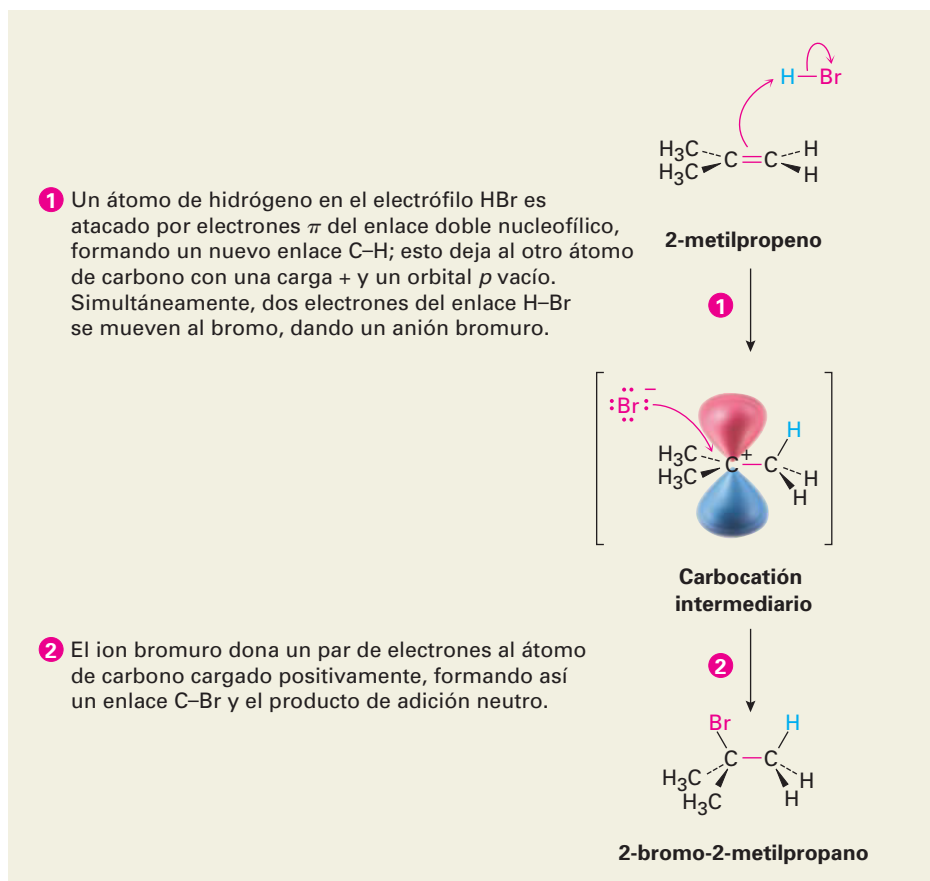 H—Br
H₃C C=C H
H₃C H
2-metilpropeno
1 Un átomo de hidrógeno en el electrófilo HBr es
atacado por electrones π del enlace doble nucleofílico,
formando un nuevo enlace C–H; esto deja al otro átomo
de carbono con una carga + y un orbital p vacío.
Simultáneamente, dos electrones del enlace H–Br
se mueven al bromo, dando un anión bromuro.
1
:Br: –
H
H₃C C+—C H
H₃C H
Carbocatión
intermediario
2 El ion bromuro dona un par de electrones al átomo
de carbono cargado positivamente, formando así
un enlace C–Br y el producto de adición neutro.
2
Br H
C—C
H₃C H
H₃C H
2-bromo-2-metilpropano